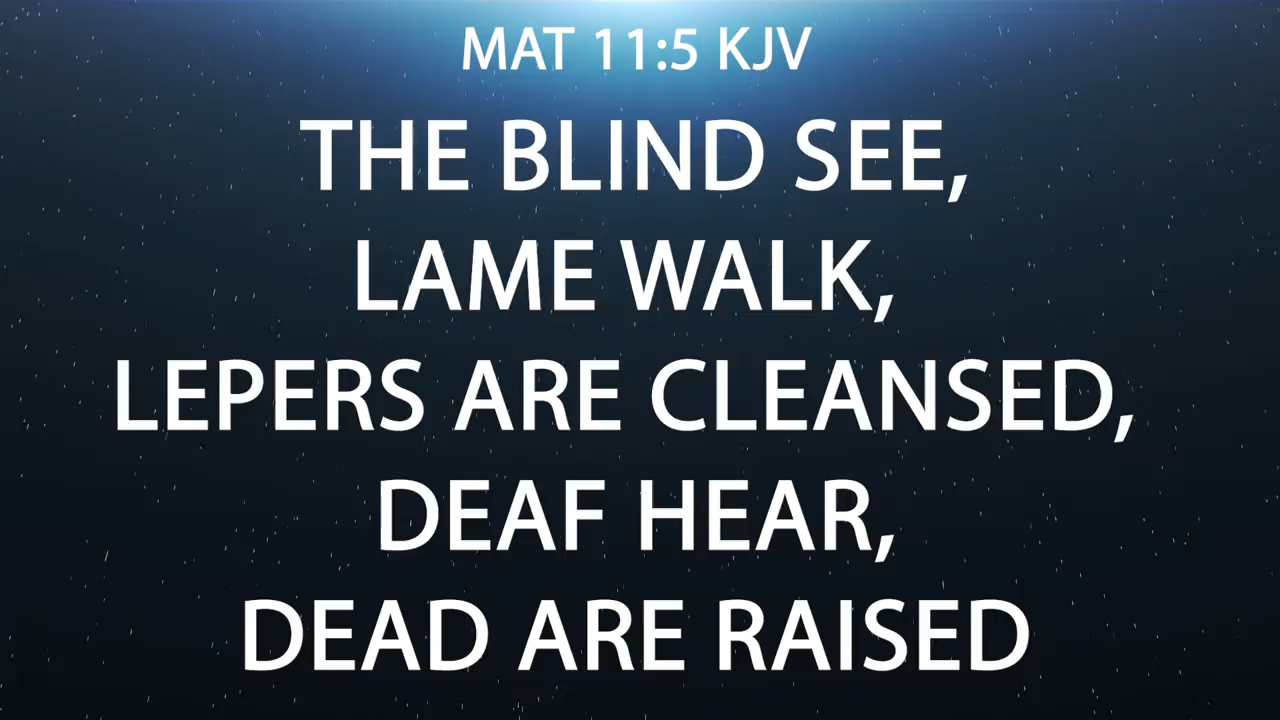 MAT 11:5 KJV
THE BLIND SEE,
LAME WALK,
LEPERS ARE CLEANSED,
DEAF HEAR,
DEAD ARE RAISED